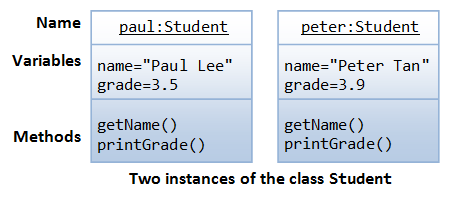 Name
paul:Student
peter:Student
Variables
name="Paul Lee"
grade=3.5
name="Peter Tan"
grade=3.9
Methods
getName()
printGrade()
getName()
printGrade()
Two instances of the class Student